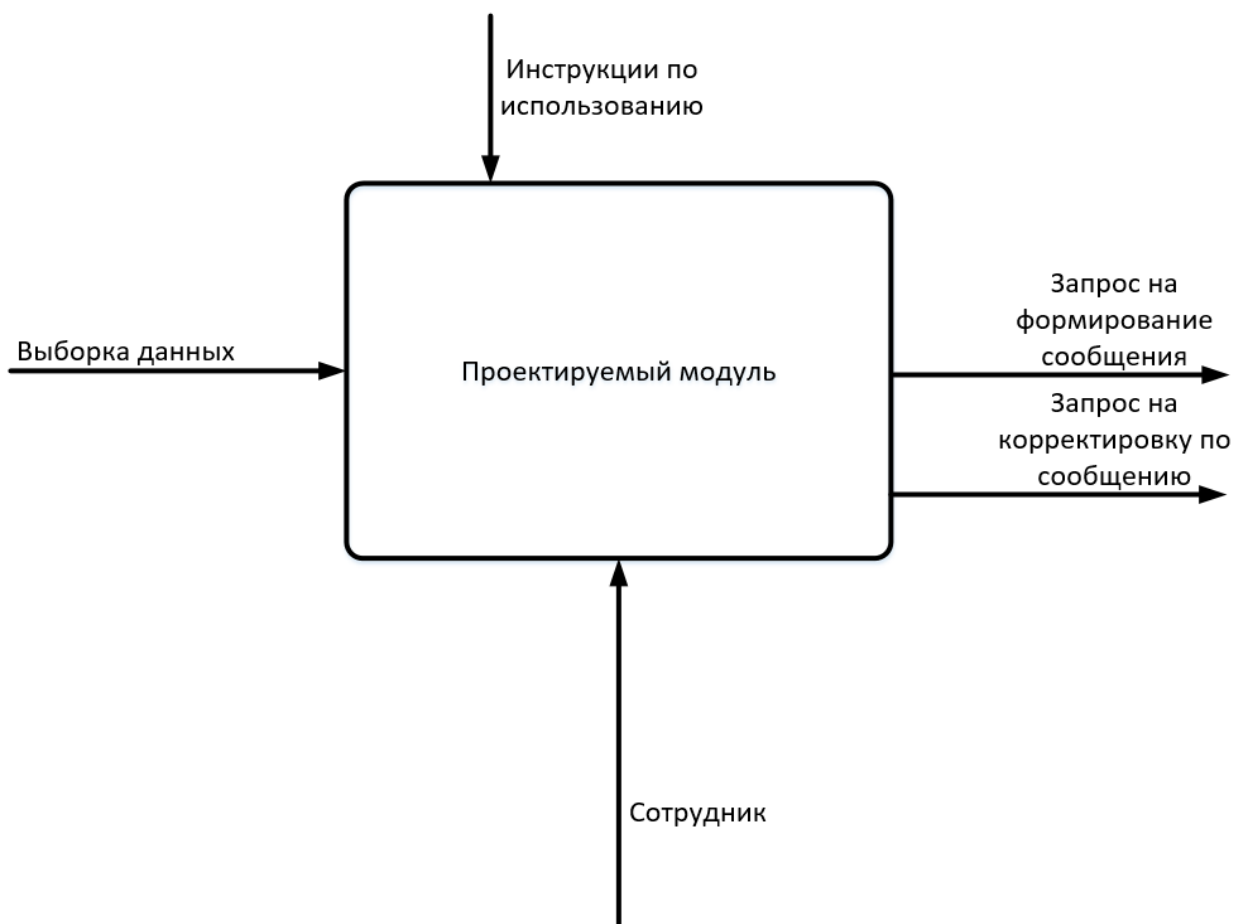 Инструкции по
использованию
Запрос на
формирование
сообщения
Выборка данных
Проектируемый модуль
Запрос на
корректировку по
сообщению
Сотрудник